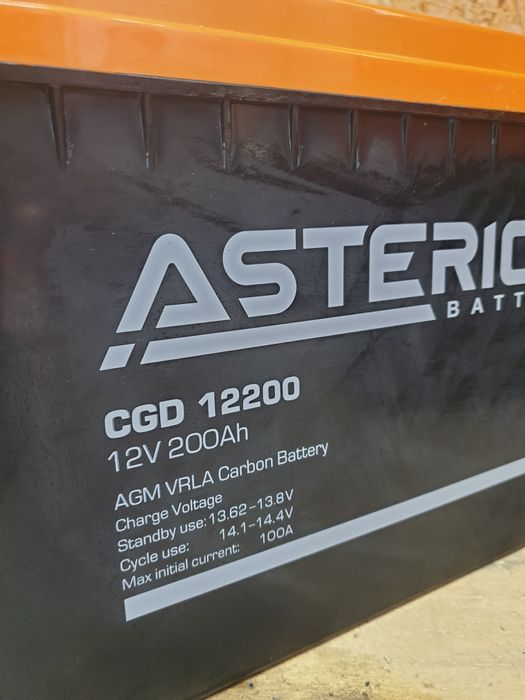 ASTERIO
BATT
CGD 12200
12V 200Ah
AGM VRLA Carbon Battery
Charge Voltage
Standby use: 13.62-13.8V
Cycle use: 14.1-14.4V
Max initial current: 100A